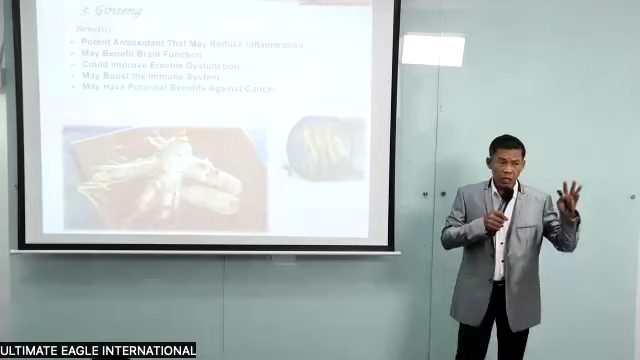 3. Ginseng
Benefits
Potent Antioxidant That May Reduce Inflammation
May Benefit Brain Function
Could Improve Erectile Dysfunction
May Boost the Immune System
May Have Potential Benefits Against Cancer
ULTIMATE EAGLE INTERNATIONAL